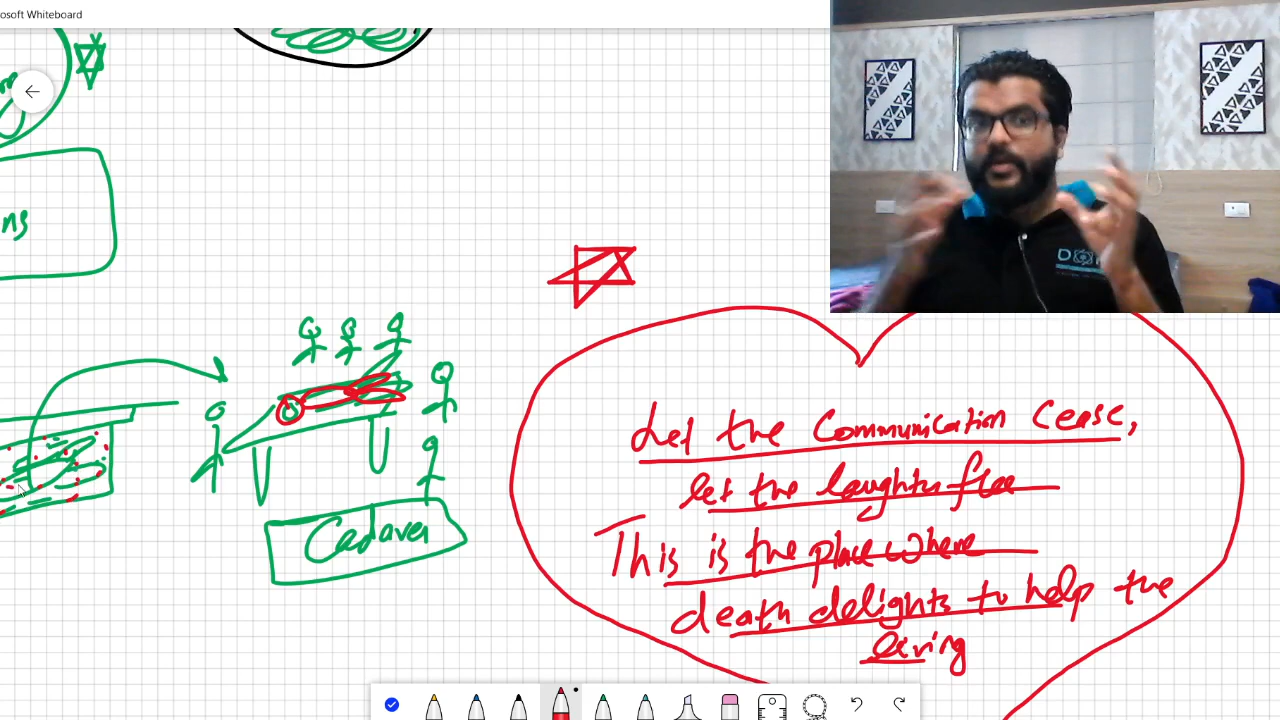 osoft Whiteboard
ns
Cadaver
Let the Communication Cease,
let the laughter flee
This is the place where
death delights to help the
living